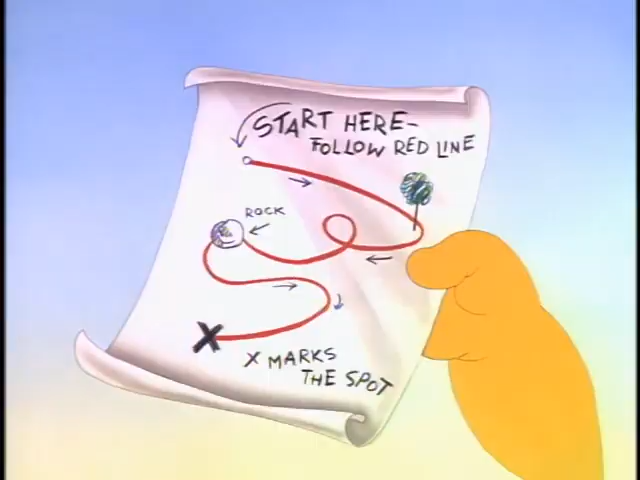 START HERE-
FOLLOW RED LINE
ROCK
X MARKS
THE SPOT